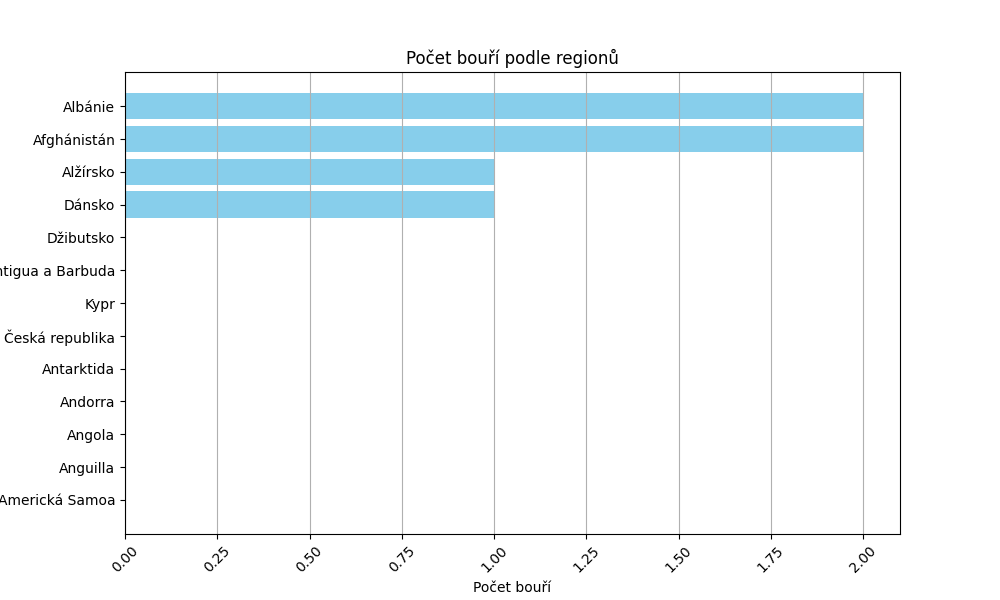 Počet bouří podle regionů
Albánie
Afghánistán
Alžírsko
Dánsko
Džibutsko
ntigua a Barbuda
Kypr
Česká republika
Antarktida
Andorra
Angola
Anguilla
Americká Samoa
0.00 0.25 0.50 0.75 1.00 1.25 1.50 1.75 2.00
Počet bouří